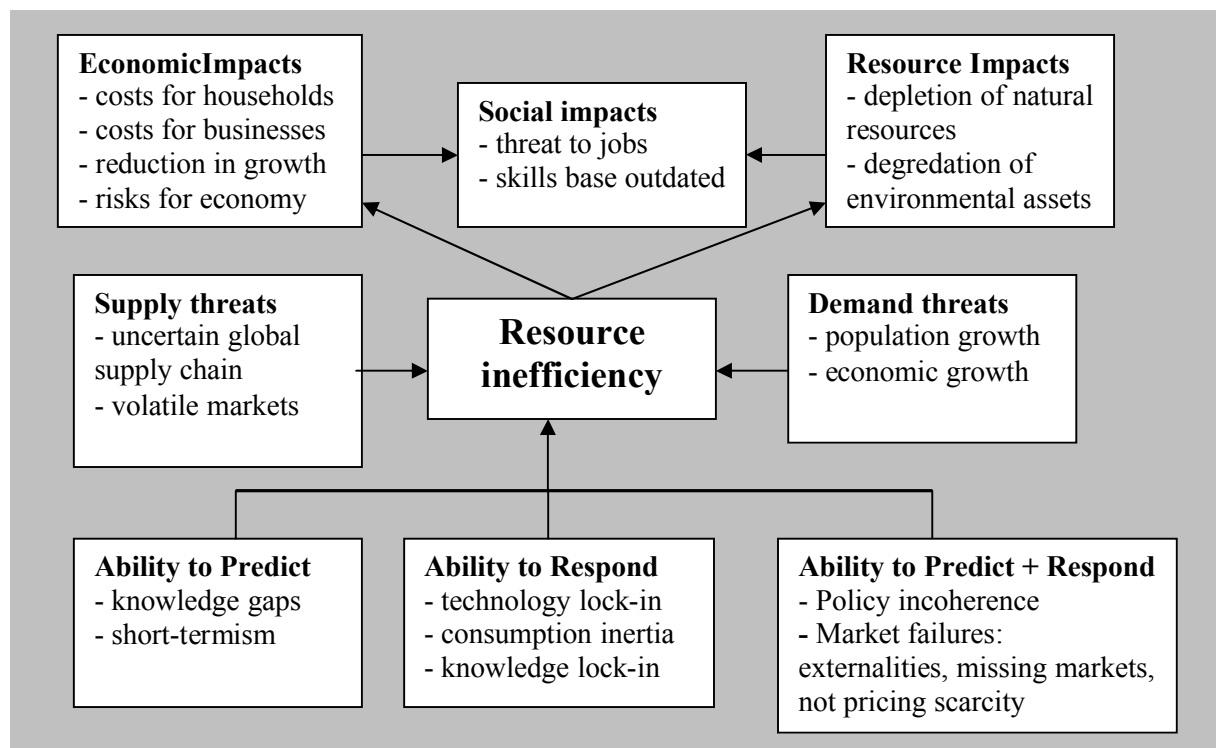 EconomicImpacts
- costs for households
- costs for businesses
- reduction in growth
- risks for economy
Social impacts
- threat to jobs
- skills base outdated
Resource Impacts
- depletion of natural
resources
- degredation of
environmental assets
Supply threats
- uncertain global
supply chain
- volatile markets
Resource
inefficiency
Demand threats
- population growth
- economic growth
Ability to Predict
- knowledge gaps
- short-termism
Ability to Respond
- technology lock-in
- consumption inertia
- knowledge lock-in
Ability to Predict + Respond
- Policy incoherence
- Market failures:
externalities, missing markets,
not pricing scarcity